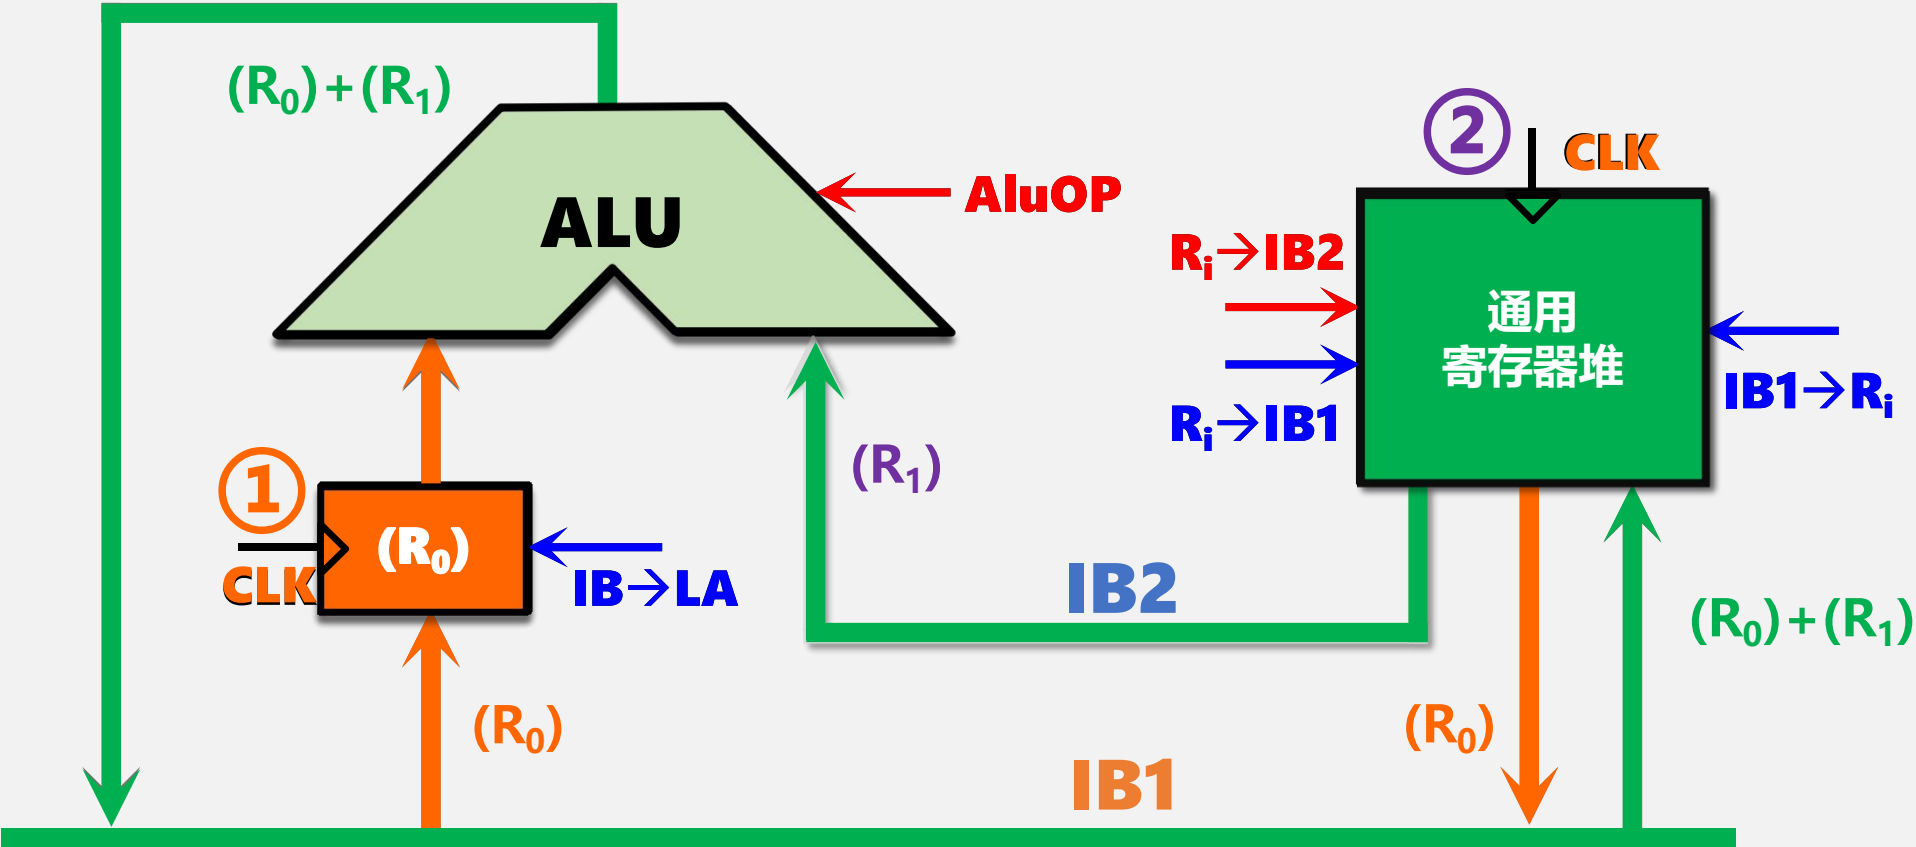 (R₀)+(R₁)
ALU
AluOP
②
CLK
Rᵢ→IB2
通用
寄存器堆
IB1→Rᵢ
Rᵢ→IB1
(R₁)
①
CLK
(R₀)
IB→LA
IB2
(R₀)+(R₁)
(R₀)
(R₀)
IB1